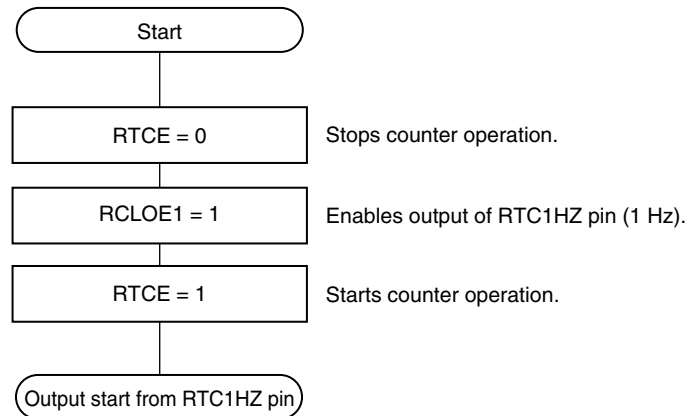 Start
RTCE = 0
Stops counter operation.
RCLOE1 = 1
Enables output of RTC1HZ pin (1 Hz).
RTCE = 1
Starts counter operation.
Output start from RTC1HZ pin